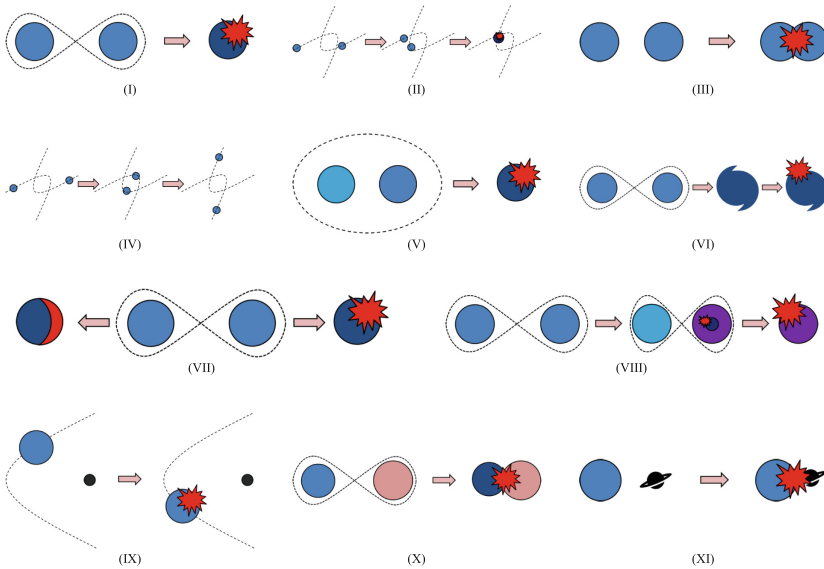 (I)
(II)
(III)
(IV)
(V)
(VI)
(VII)
(VIII)
(IX)
(X)
(XI)